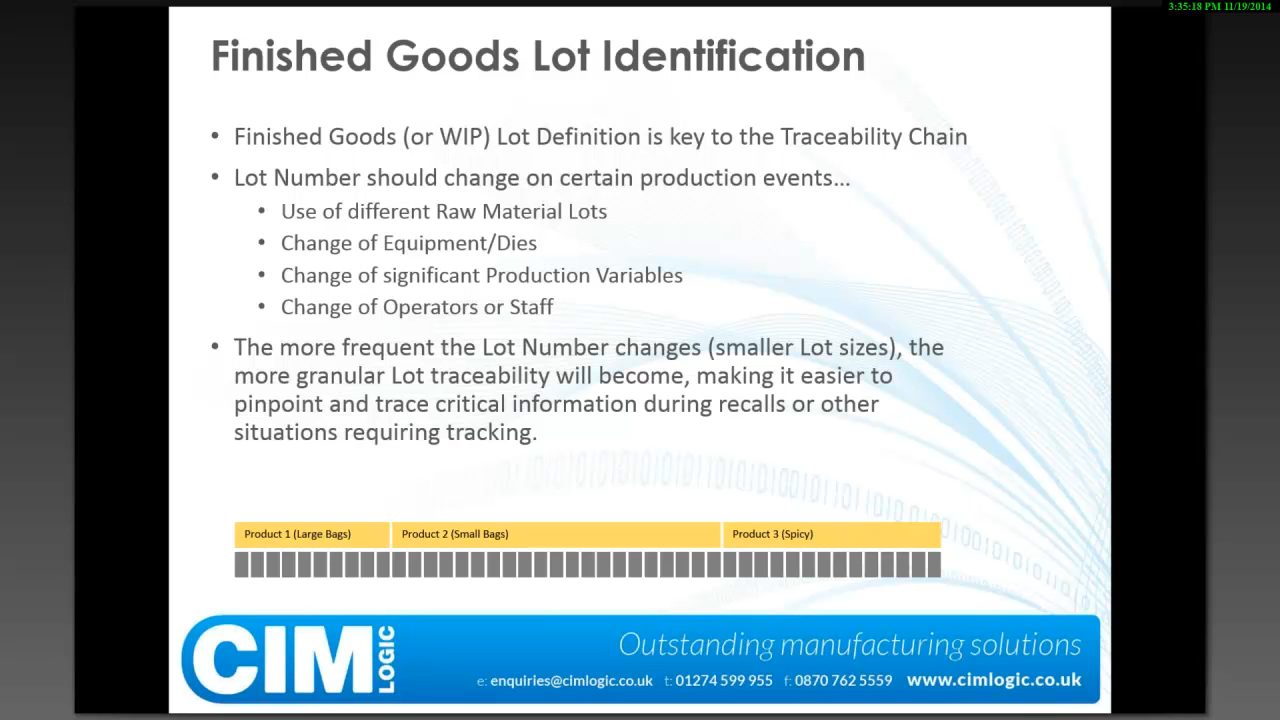 3:35:18 PM 11/19/2014
Finished Goods Lot Identification
• Finished Goods (or WIP) Lot Definition is key to the Traceability Chain
• Lot Number should change on certain production events...
• Use of different Raw Material Lots
• Change of Equipment/Dies
• Change of significant Production Variables
• Change of Operators or Staff
• The more frequent the Lot Number changes (smaller Lot sizes), the
more granular Lot traceability will become, making it easier to
pinpoint and trace critical information during recalls or other
situations requiring tracking.
Product 1 (Large Bags) Product 2 (Small Bags) Product 3 (Spicy)
CIM LOGIC
Outstanding manufacturing solutions
e: enquiries@cimlogic.co.uk t: 01274 599 955 f: 0870 762 5559 www.cimlogic.co.uk